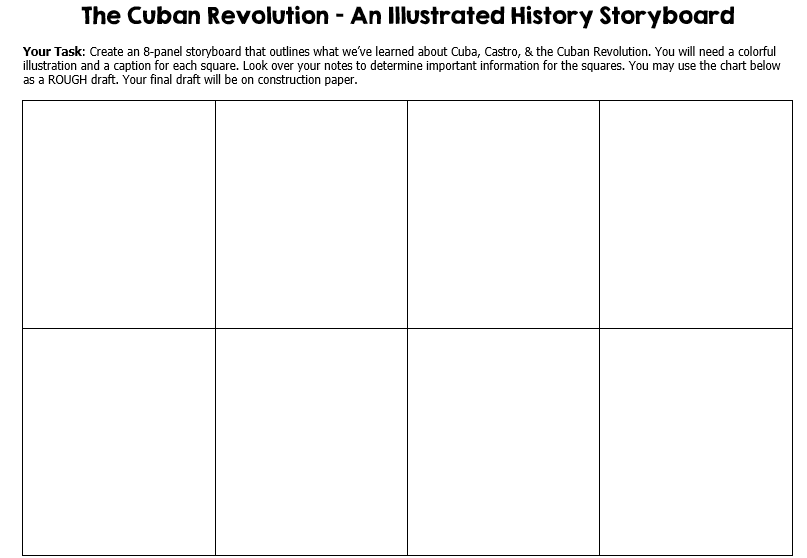 The Cuban Revolution - An Illustrated History Storyboard
Your Task: Create an 8-panel storyboard that outlines what we've learned about Cuba, Castro, & the Cuban Revolution. You will need a colorful
illustration and a caption for each square. Look over your notes to determine important information for the squares. You may use the chart below
as a ROUGH draft. Your final draft will be on construction paper.